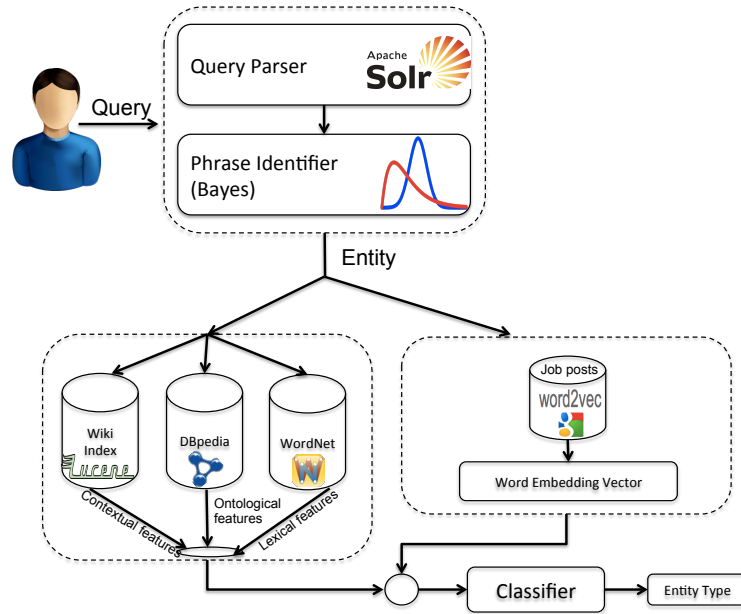 Query
Query Parser
Apache
Solr
Phrase Identifier
(Bayes)
Entity
Wiki
Index
Lucene
DBpedia
WordNet
W
Contextual features
Ontological
features
Lexical features
Job posts
word2vec
g
Word Embedding Vector
Classifier
Entity Type